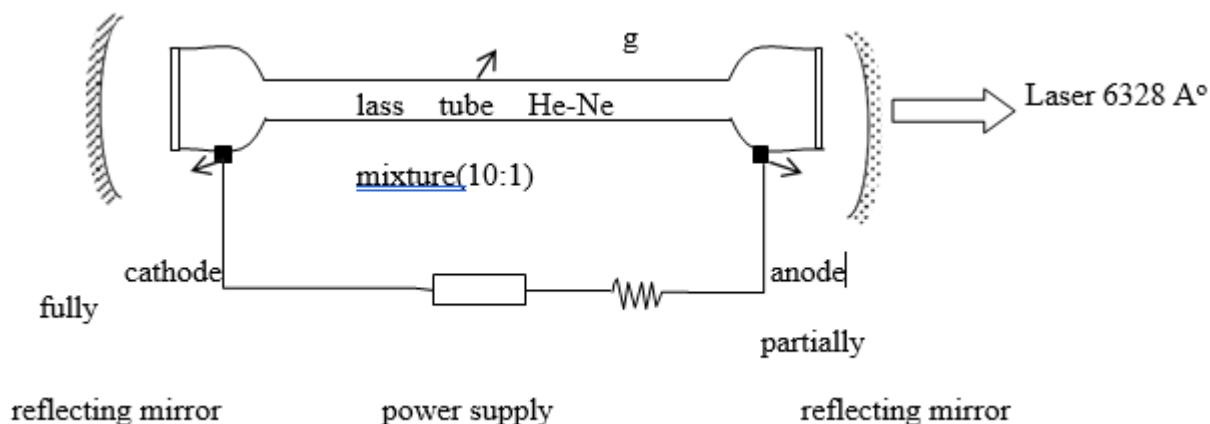 g
Laser 6328 Aº
lass tube He-Ne
mixture(10:1)
cathode
anode
fully
partially
reflecting mirror power supply reflecting mirror